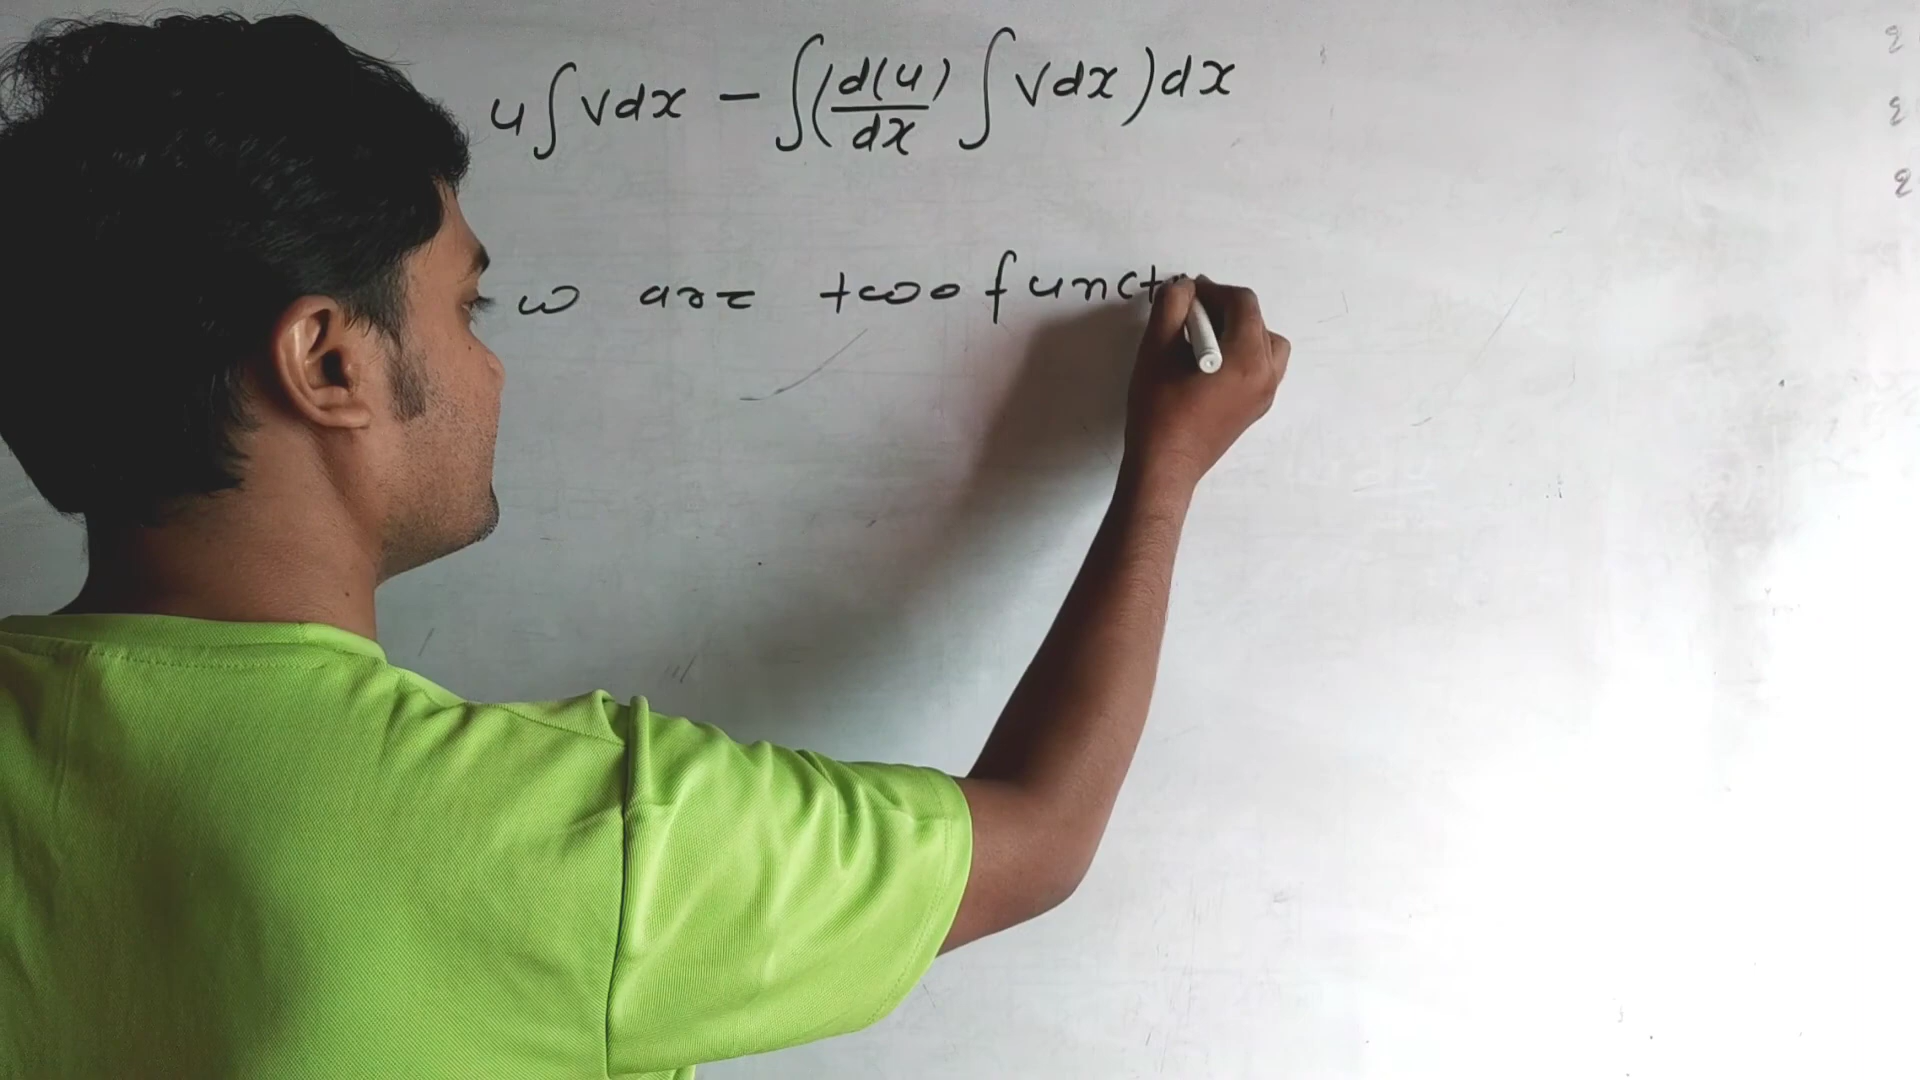 u∫vdx - ∫(d(u)/dx ∫vdx)dx
w are two funct